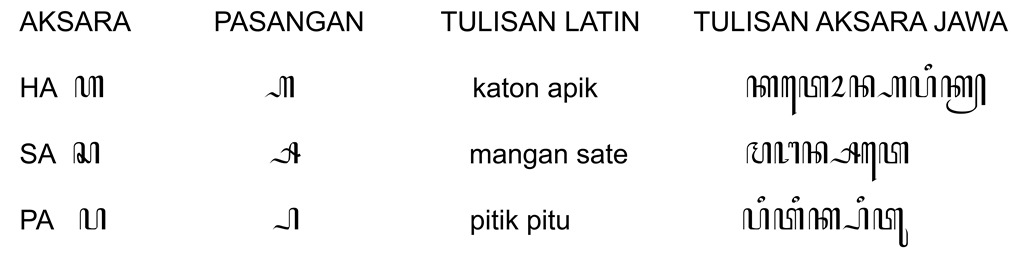 AKSARA PASANGAN TULISAN LATIN TULISAN AKSARA JAWA
HA ꦲ ꧀ꦲ katon apik ꦏꦠꦺꦴꦤ꧀ꦲꦥꦶꦏ꧀
SA ꦱ ꧀ꦱ mangan sate ꦩꦔꦤ꧀ꦱꦠꦺ
PA ꦥ ꧀ꦥ pitik pitu ꦥꦶꦠꦶꦏ꧀ꦥꦶꦠꦸ